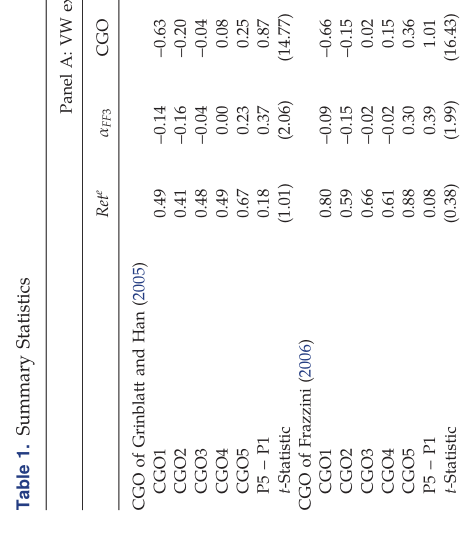 Table 1. Summary Statistics
Panel A: VW ex
Retᵉ α_FF3 CGO
CGO of Grinblatt and Han (2005)
CGO1 0.49 −0.14 −0.63
CGO2 0.41 −0.16 −0.20
CGO3 0.48 −0.04 −0.04
CGO4 0.49 0.00 0.08
CGO5 0.67 0.23 0.25
P5 − P1 0.18 0.37 0.87
t-Statistic (1.01) (2.06) (14.77)
CGO of Frazzini (2006)
CGO1 0.80 −0.09 −0.66
CGO2 0.59 −0.15 −0.15
CGO3 0.66 −0.02 0.02
CGO4 0.61 −0.02 0.15
CGO5 0.88 0.30 0.36
P5 − P1 0.08 0.39 1.01
t-Statistic (0.38) (1.99) (16.43)